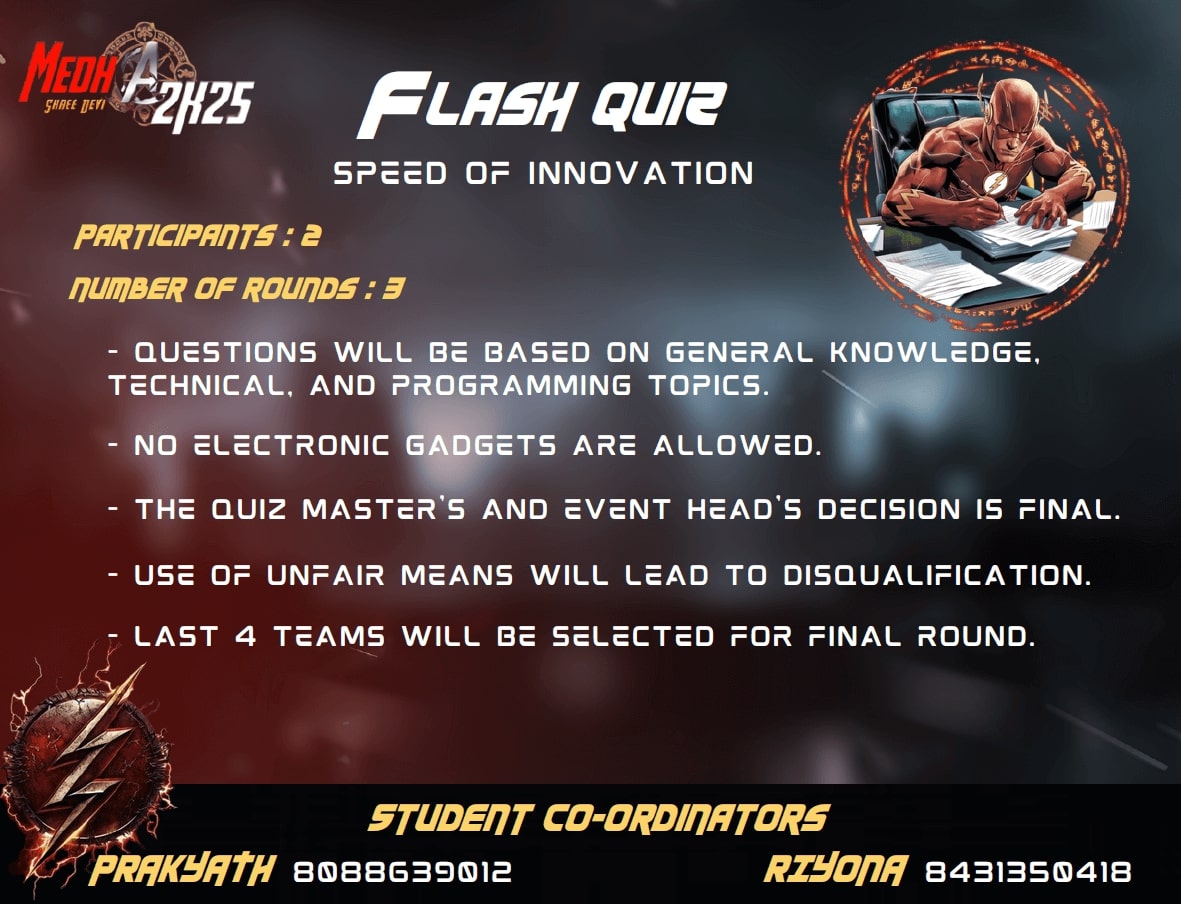 MEDHA 2K25
SHREE DEVI
FLASH QUIZ
SPEED OF INNOVATION
PARTICIPANTS : 2
NUMBER OF ROUNDS : 3
- QUESTIONS WILL BE BASED ON GENERAL KNOWLEDGE,
TECHNICAL, AND PROGRAMMING TOPICS.
- NO ELECTRONIC GADGETS ARE ALLOWED.
- THE QUIZ MASTER'S AND EVENT HEAD'S DECISION IS FINAL.
- USE OF UNFAIR MEANS WILL LEAD TO DISQUALIFICATION.
- LAST 4 TEAMS WILL BE SELECTED FOR FINAL ROUND.
STUDENT CO-ORDINATORS
PRAKYATH 8088639012 RIYONA 8431350418